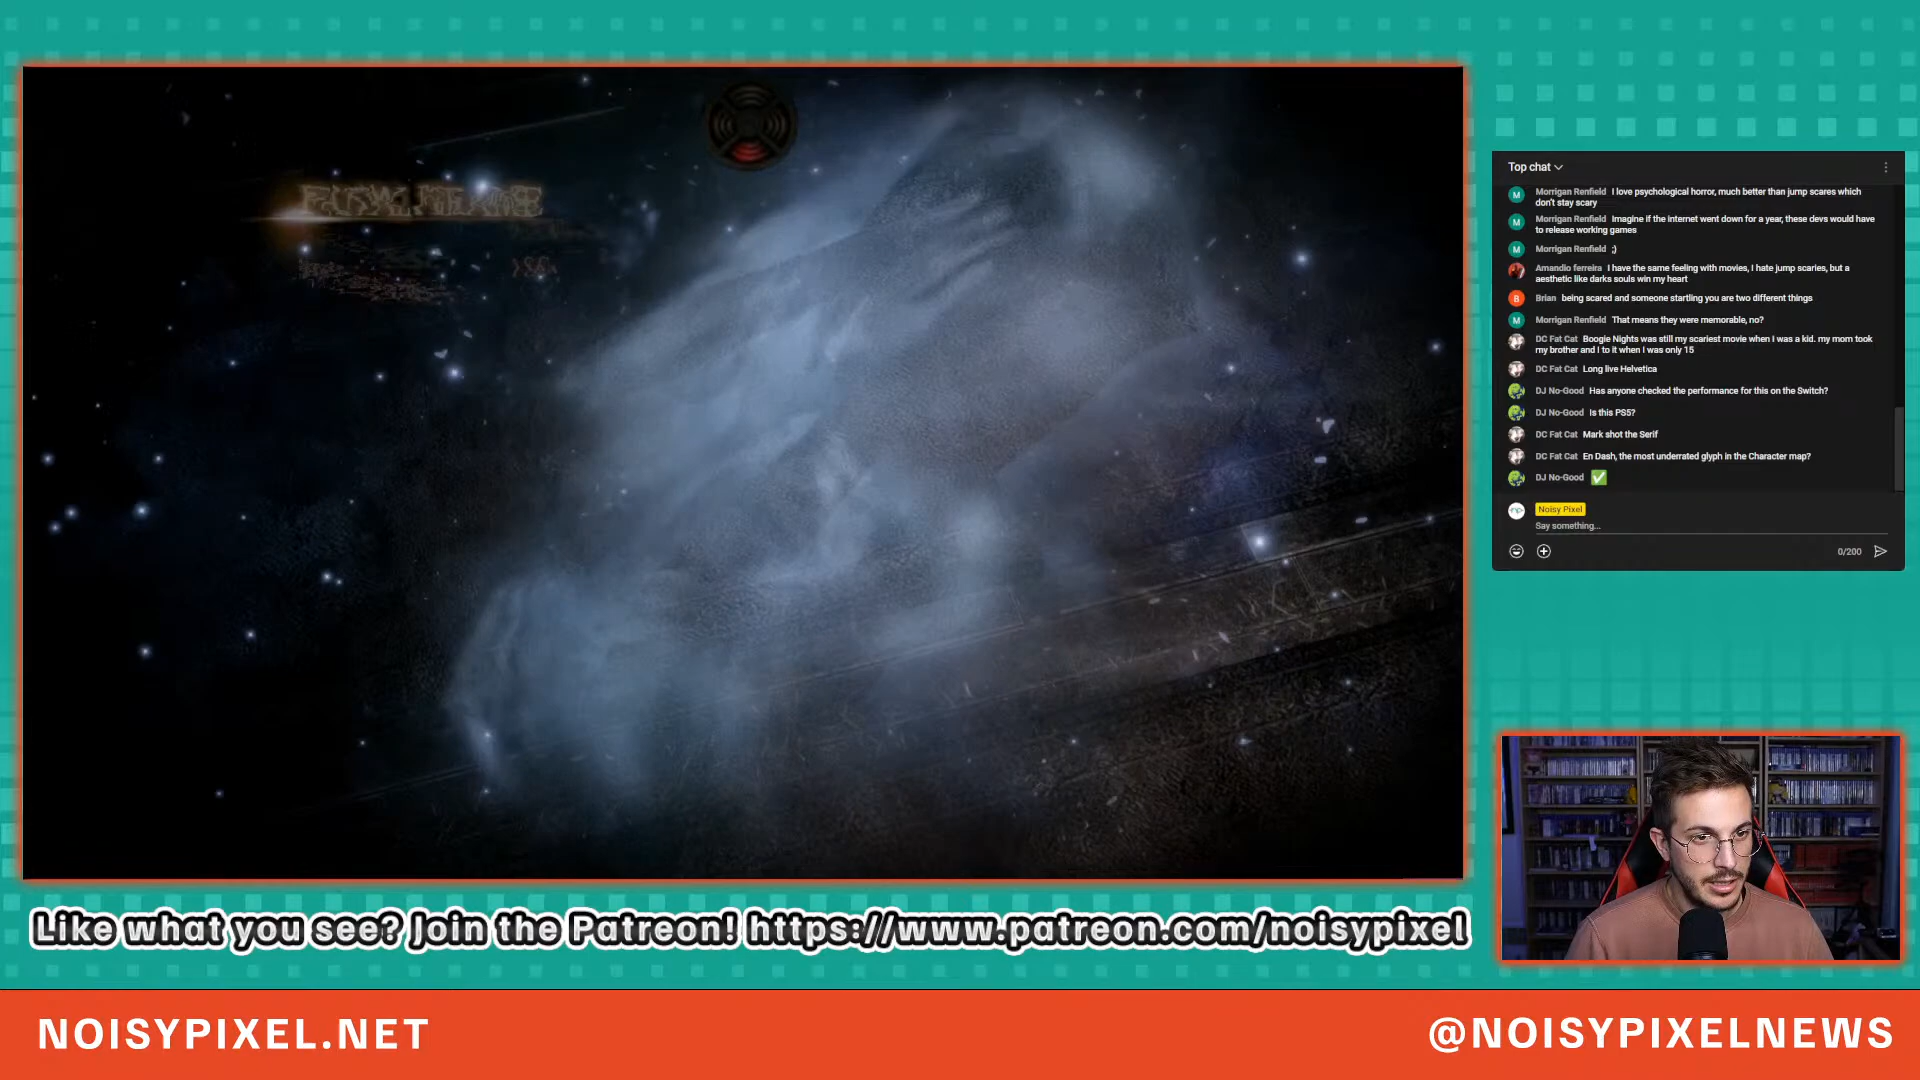 Top chat
Morrigan Renfield I love psychological horror, much better than jump scares which
don't stay scary
Morrigan Renfield Imagine if the internet went down for a year, these devs would have
to release working games
Morrigan Renfield ;)
Amandio ferreira I have the same feeling with movies, I hate jump scaries, but a
aesthetic like darks souls win my heart
Brian being scared and someone startling you are two different things
Morrigan Renfield That means they were memorable, no?
DC Fat Cat Boogie Nights was still my scariest movie when I was a kid. my mom took
my brother and I to it when I was only 15
DC Fat Cat Long live Helvetica
DJ No-Good Has anyone checked the performance for this on the Switch?
DJ No-Good Is this PS5?
DC Fat Cat Mark shot the Serif
DC Fat Cat En Dash, the most underrated glyph in the Character map?
DJ No-Good ✅
Noisy Pixel
Say something...
0/200
Like what you see? Join the Patreon! https://www.patreon.com/noisypixel
NOISYPIXEL.NET
@NOISYPIXELNEWS